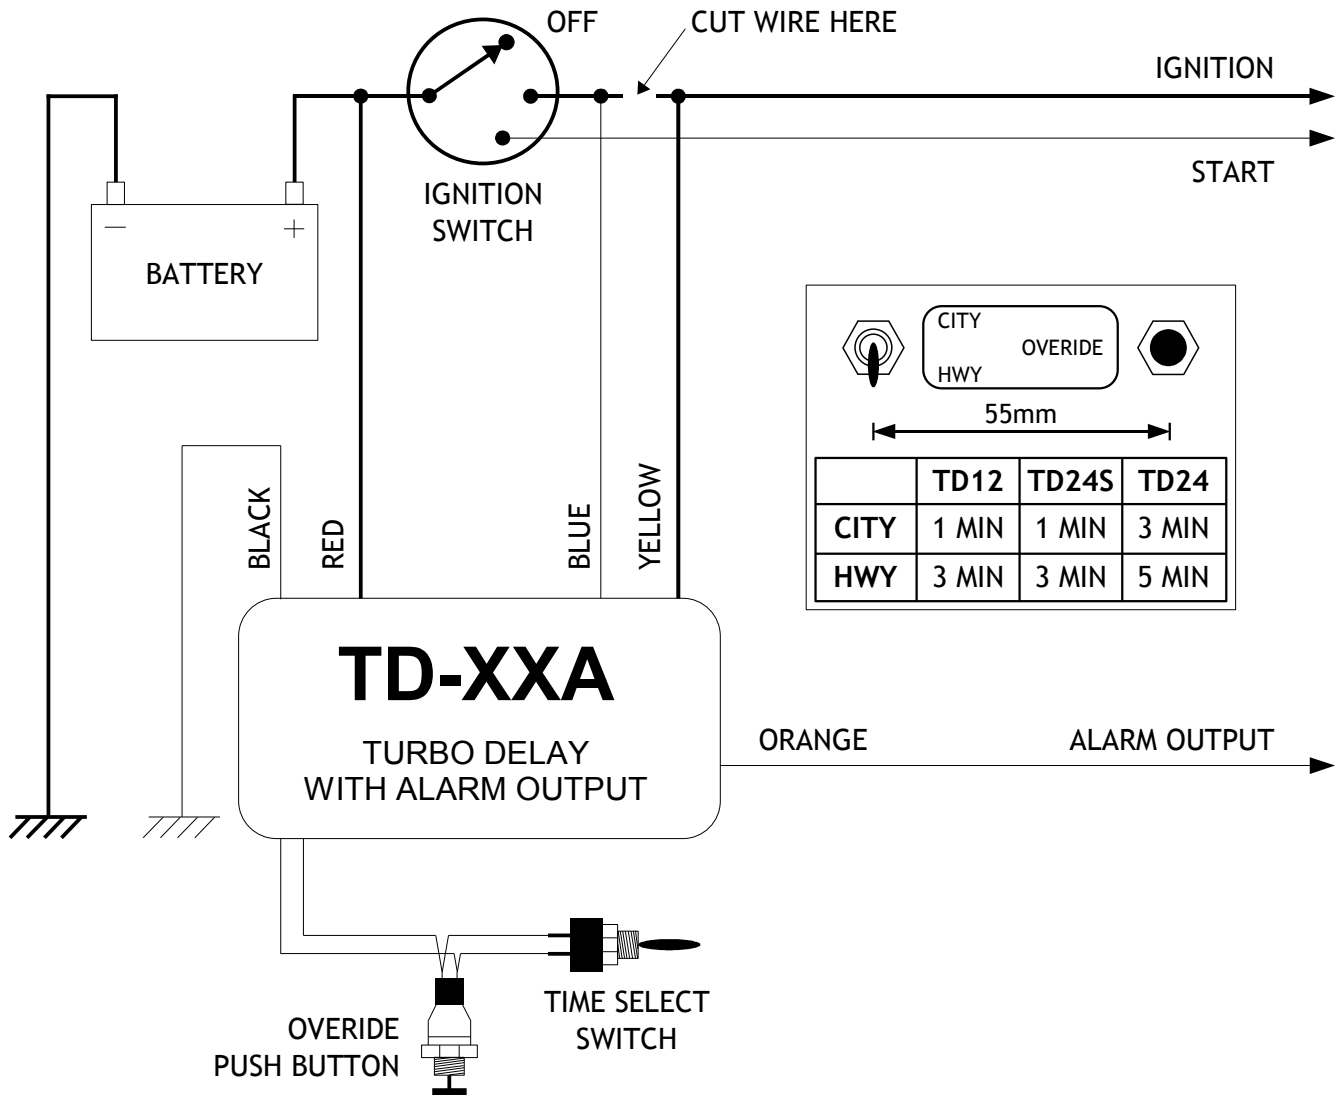 OFF
CUT WIRE HERE
IGNITION
START
IGNITION
SWITCH
BATTERY
CITY
OVERIDE
HWY
55mm
TD12 TD24S TD24
CITY 1 MIN 1 MIN 3 MIN
HWY 3 MIN 3 MIN 5 MIN
BLACK
RED
BLUE
YELLOW
TD-XXA
TURBO DELAY
WITH ALARM OUTPUT
ORANGE
ALARM OUTPUT
TIME SELECT
SWITCH
OVERIDE
PUSH BUTTON